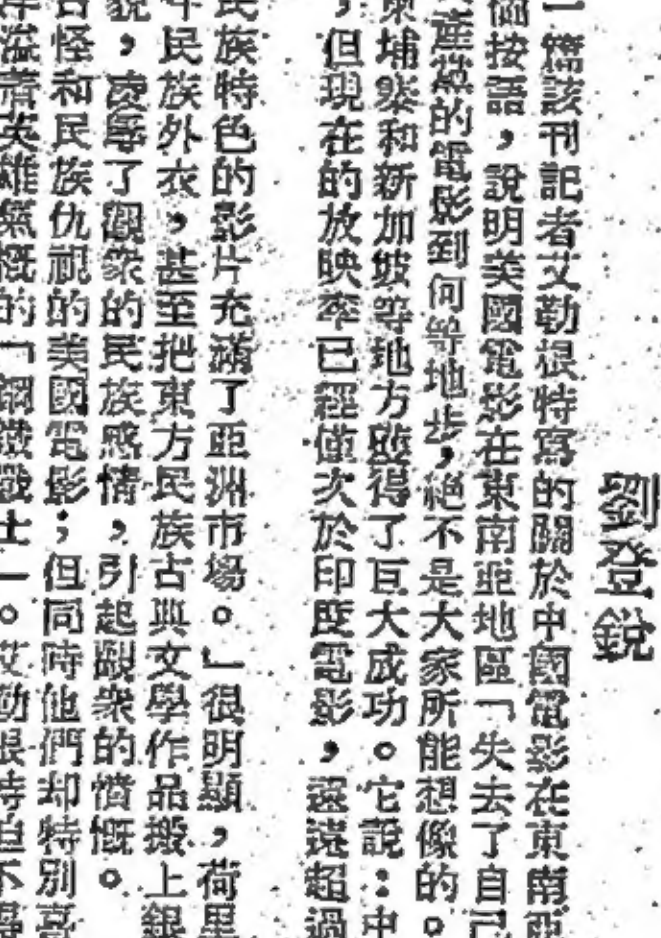 劉登銳
一篇該刊記者艾勒根特寫的關於中國電影在東南亞
個按語，說明美國電影在東南亞地區「失去了自己
產黨的電影到何等地步，絕不是大家所能想像的。
柬埔寨和新加坡等地方獲得了巨大成功。它說：中
，但現在的放映率已經僅次於印度電影，遠遠超過
民族特色的影片充滿了亞洲市場。」很明顯，荷里
民族外衣，甚至把東方民族古典文學作品搬上銀
貌，凌辱了觀衆的民族感情，引起觀衆的憤慨。
古怪和民族仇視的美國電影；但同時他們却特別喜
洋溢着英雄氣概的「鋼鐵戰士」。艾勒根特迫不得